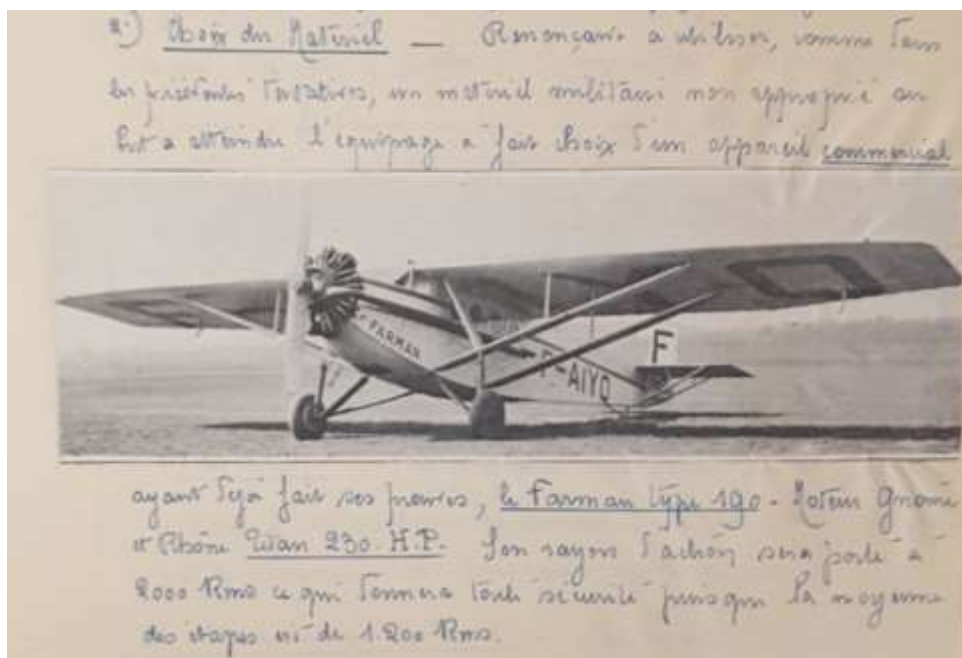 2°) Choix du Matériel — Renonçant à utiliser, comme dans
les précédentes tentatives, un matériel militaire non approprié au
but à atteindre l'équipage a fait choix d'un appareil commercial
FARMAN
F-AIYQ
F
ayant déjà fait ses preuves, le Farman type 190 - Moteur Gnome
et Rhône Titan 230 H.P. Son rayon d'action sera porté à
2000 Kms ce qui donnera toute sécurité puisque la moyenne
des étapes est de 1.200 Kms.